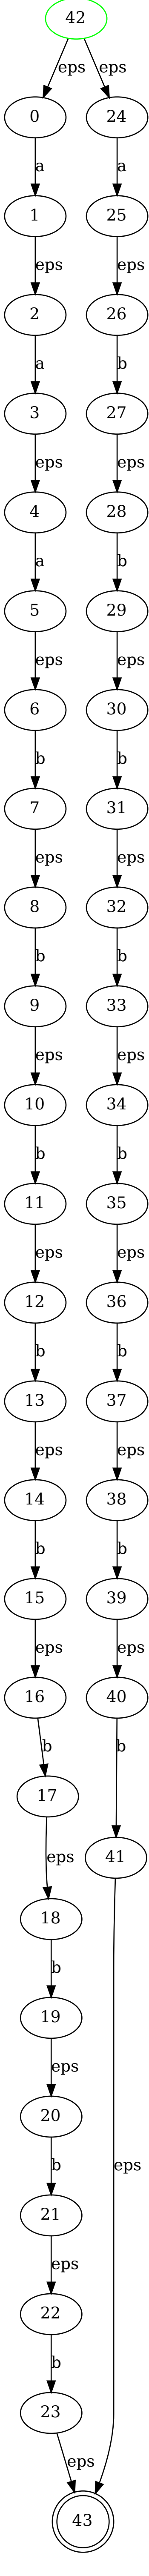 42
eps eps
0 24
a a
1 25
eps eps
2 26
a b
3 27
eps eps
4 28
a b
5 29
eps eps
6 30
b b
7 31
eps eps
8 32
b b
9 33
eps eps
10 34
b b
11 35
eps eps
12 36
b b
13 37
eps eps
14 38
b b
15 39
eps eps
16 40
b b
17
eps 41
18
b
19
eps eps
20
b
21
eps
22
b
23
eps
43